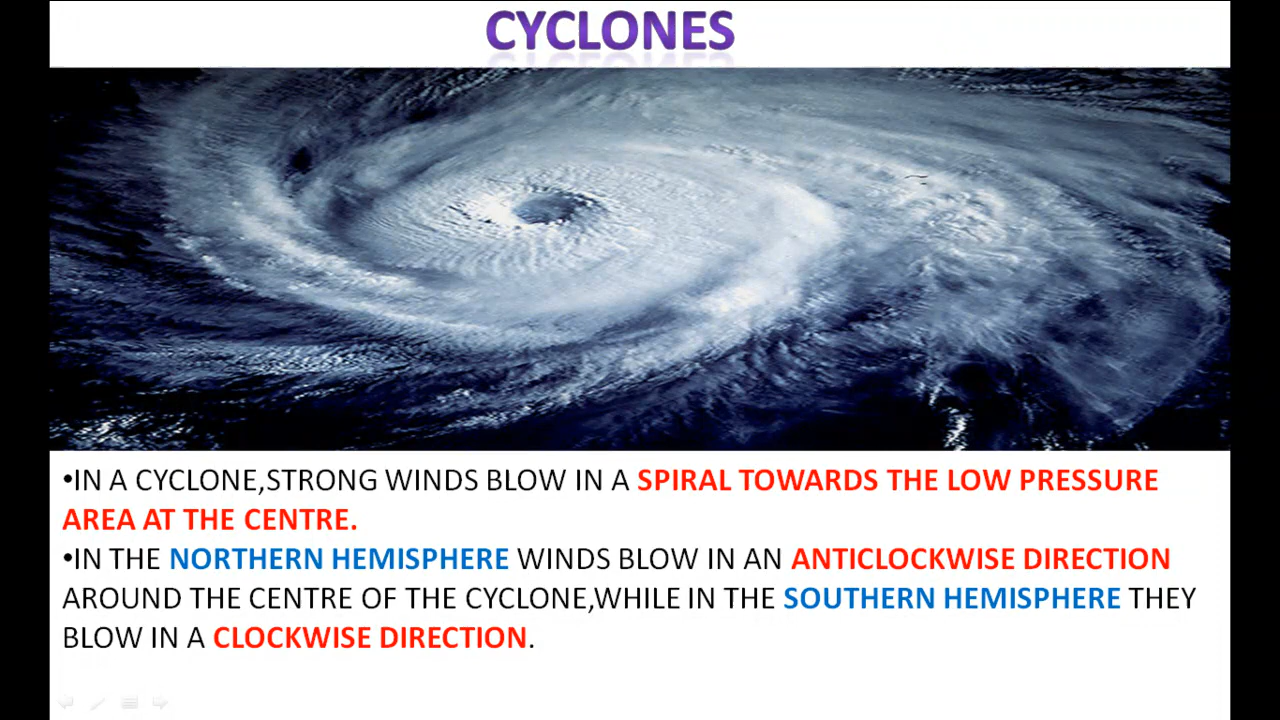 CYCLONES
•IN A CYCLONE,STRONG WINDS BLOW IN A SPIRAL TOWARDS THE LOW PRESSURE
AREA AT THE CENTRE.
•IN THE NORTHERN HEMISPHERE WINDS BLOW IN AN ANTICLOCKWISE DIRECTION
AROUND THE CENTRE OF THE CYCLONE,WHILE IN THE SOUTHERN HEMISPHERE THEY
BLOW IN A CLOCKWISE DIRECTION.